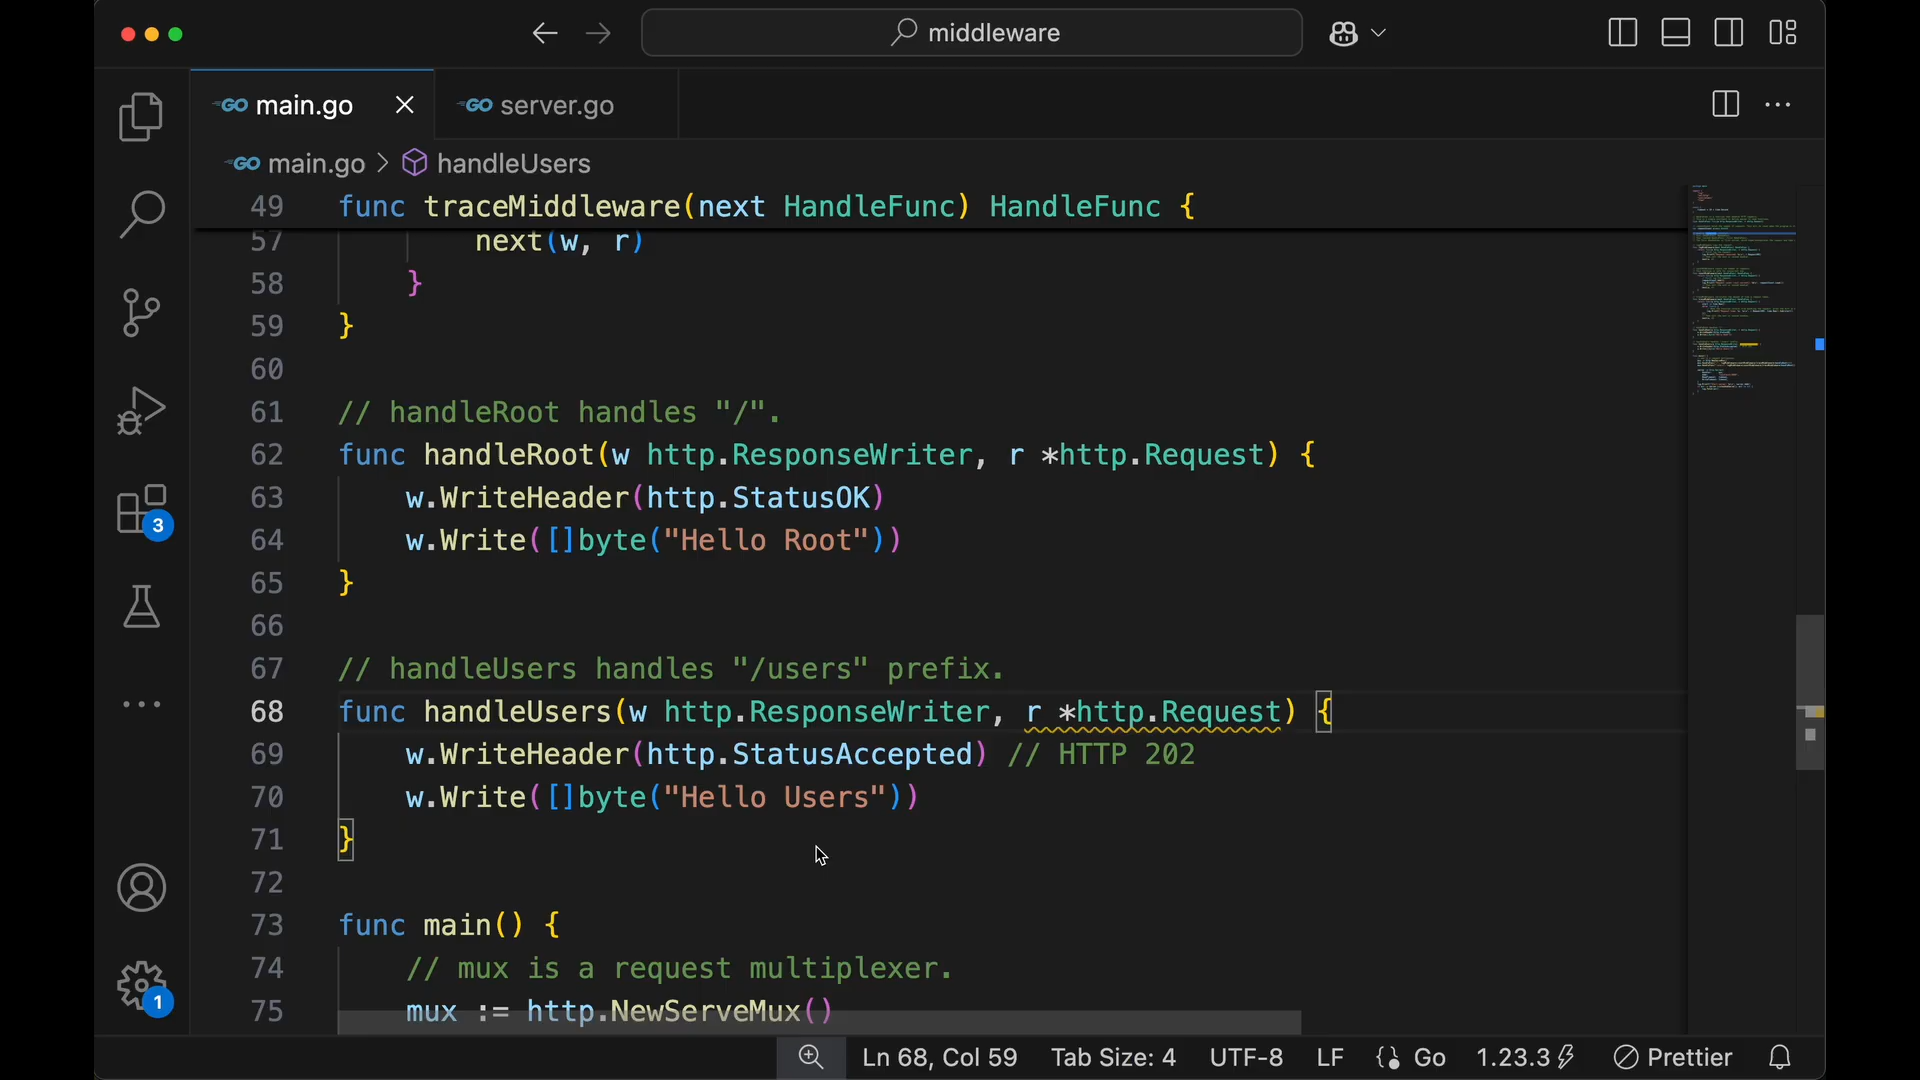 middleware
GO main.go
GO server.go
GO main.go > handleUsers
49 func traceMiddleware(next HandleFunc) HandleFunc {
57 next(w, r)
58 }
59 }
60
61 // handleRoot handles "/".
62 func handleRoot(w http.ResponseWriter, r *http.Request) {
63 w.WriteHeader(http.StatusOK)
64 w.Write([]byte("Hello Root"))
65 }
66
67 // handleUsers handles "/users" prefix.
68 func handleUsers(w http.ResponseWriter, r *http.Request) {
69 w.WriteHeader(http.StatusAccepted) // HTTP 202
70 w.Write([]byte("Hello Users"))
71 }
72
73 func main() {
74 // mux is a request multiplexer.
75 mux := http.NewServeMux()
3
1
Ln 68, Col 59 Tab Size: 4 UTF-8 LF Go 1.23.3 Prettier